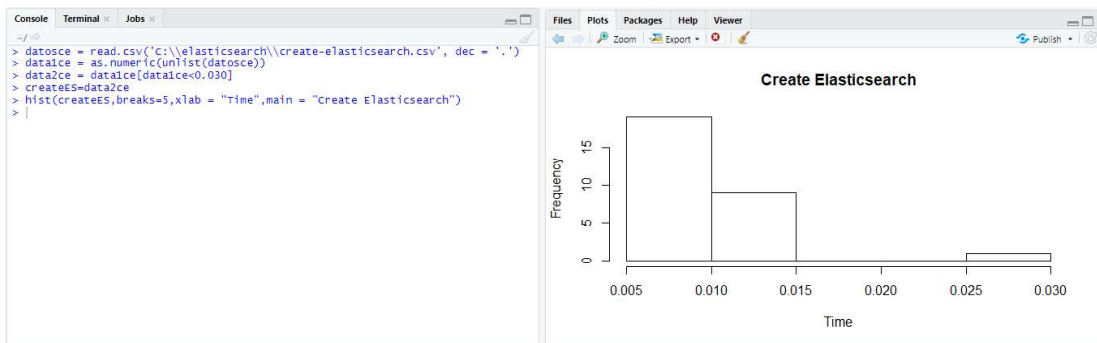 Console Terminal × Jobs ×
~/
> datosce = read.csv('C:\\elasticsearch\\create-elasticsearch.csv', dec = '.')
> data1ce = as.numeric(unlist(datosce))
> data2ce = data1ce[data1ce<0.030]
> createES=data2ce
> hist(createES,breaks=5,xlab = "Time",main = "Create Elasticsearch")
>
Files Plots Packages Help Viewer
Zoom Export Publish
Create Elasticsearch
Frequency
15
10
5
0
0.005 0.010 0.015 0.020 0.025 0.030
Time